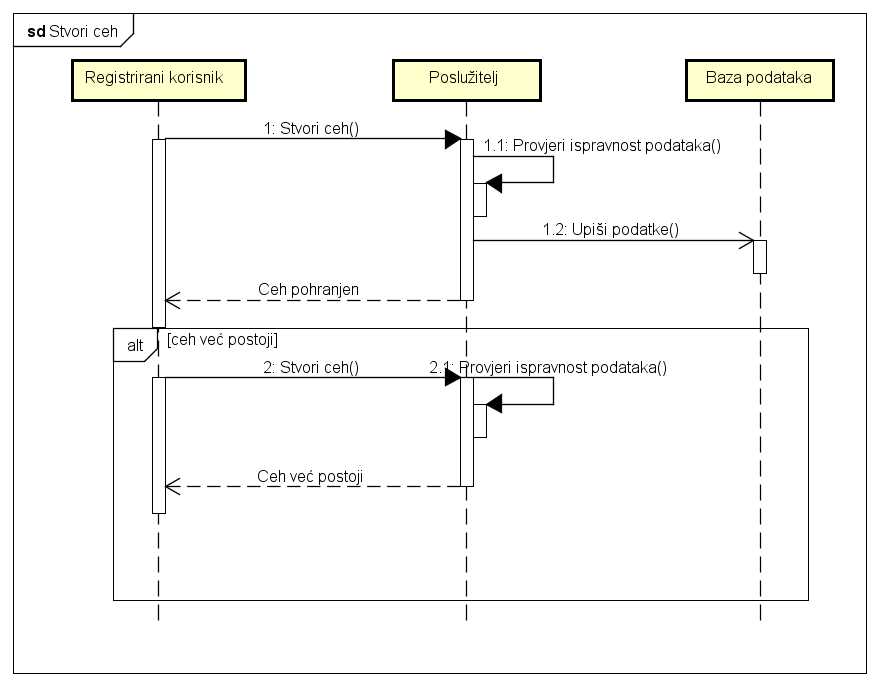 sd Stvori ceh
Registrirani korisnik
Poslužitelj
Baza podataka
1: Stvori ceh()
1.1: Provjeri ispravnost podataka()
1.2: Upiši podatke()
Ceh pohranjen
alt
[ceh već postoji]
2: Stvori ceh()
2.1: Provjeri ispravnost podataka()
Ceh već postoji